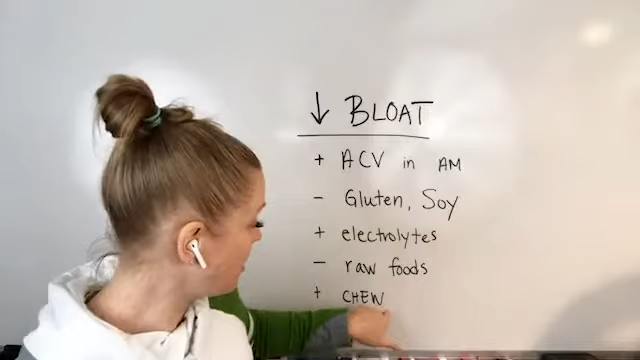 ↓ BLOAT
+ ACV in AM
- Gluten, Soy
+ electrolytes
- raw foods
+ CHEW